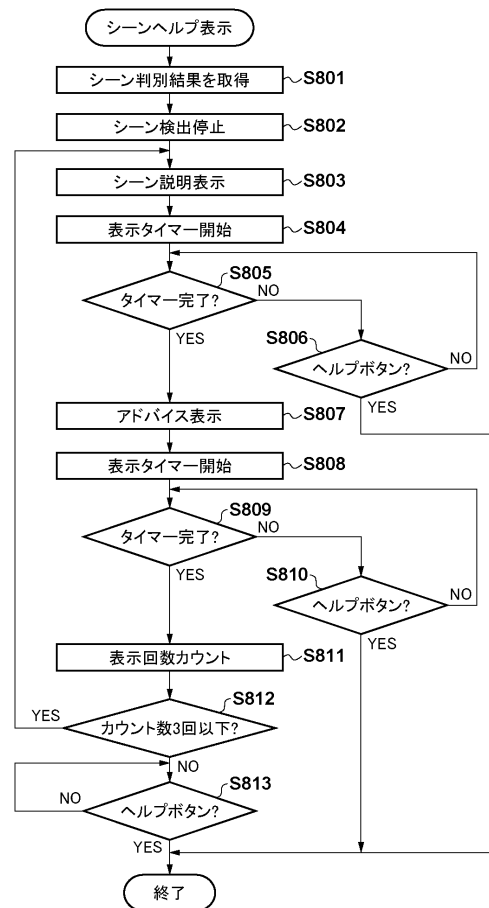 シーンヘルプ表示
シーン判別結果を取得 S801
シーン検出停止 S802
シーン説明表示 S803
表示タイマー開始 S804
S805
タイマー完了? NO
YES
S806
ヘルプボタン? NO
YES
アドバイス表示 S807
表示タイマー開始 S808
S809
タイマー完了? NO
YES
S810
ヘルプボタン? NO
YES
表示回数カウント S811
S812
YES カウント数3回以下?
NO
S813
NO ヘルプボタン?
YES
終了